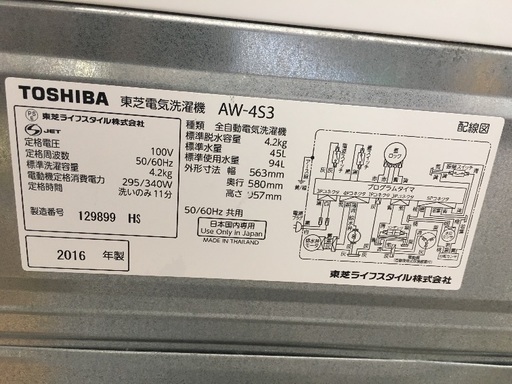 TOSHIBA 東芝電気洗濯機 AW-4S3
東芝ライフスタイル株式会社
JET
定格電圧 100V
定格周波数 50/60Hz
標準洗濯容量 4.2kg
電動機定格消費電力 295/340W
定格時間 洗いのみ 11分
製造番号 129899 HS
2016 年製
種類 全自動電気洗濯機
標準脱水容量 4.2kg
標準水量 45L
標準使用水量 94L
外形寸法 幅 563mm
奥行 580mm
高さ 957mm
50/60Hz 共用
日本国内専用
Use Only in Japan
MADE IN THAILAND
配線図
プログラムタイマ
東芝ライフスタイル株式会社